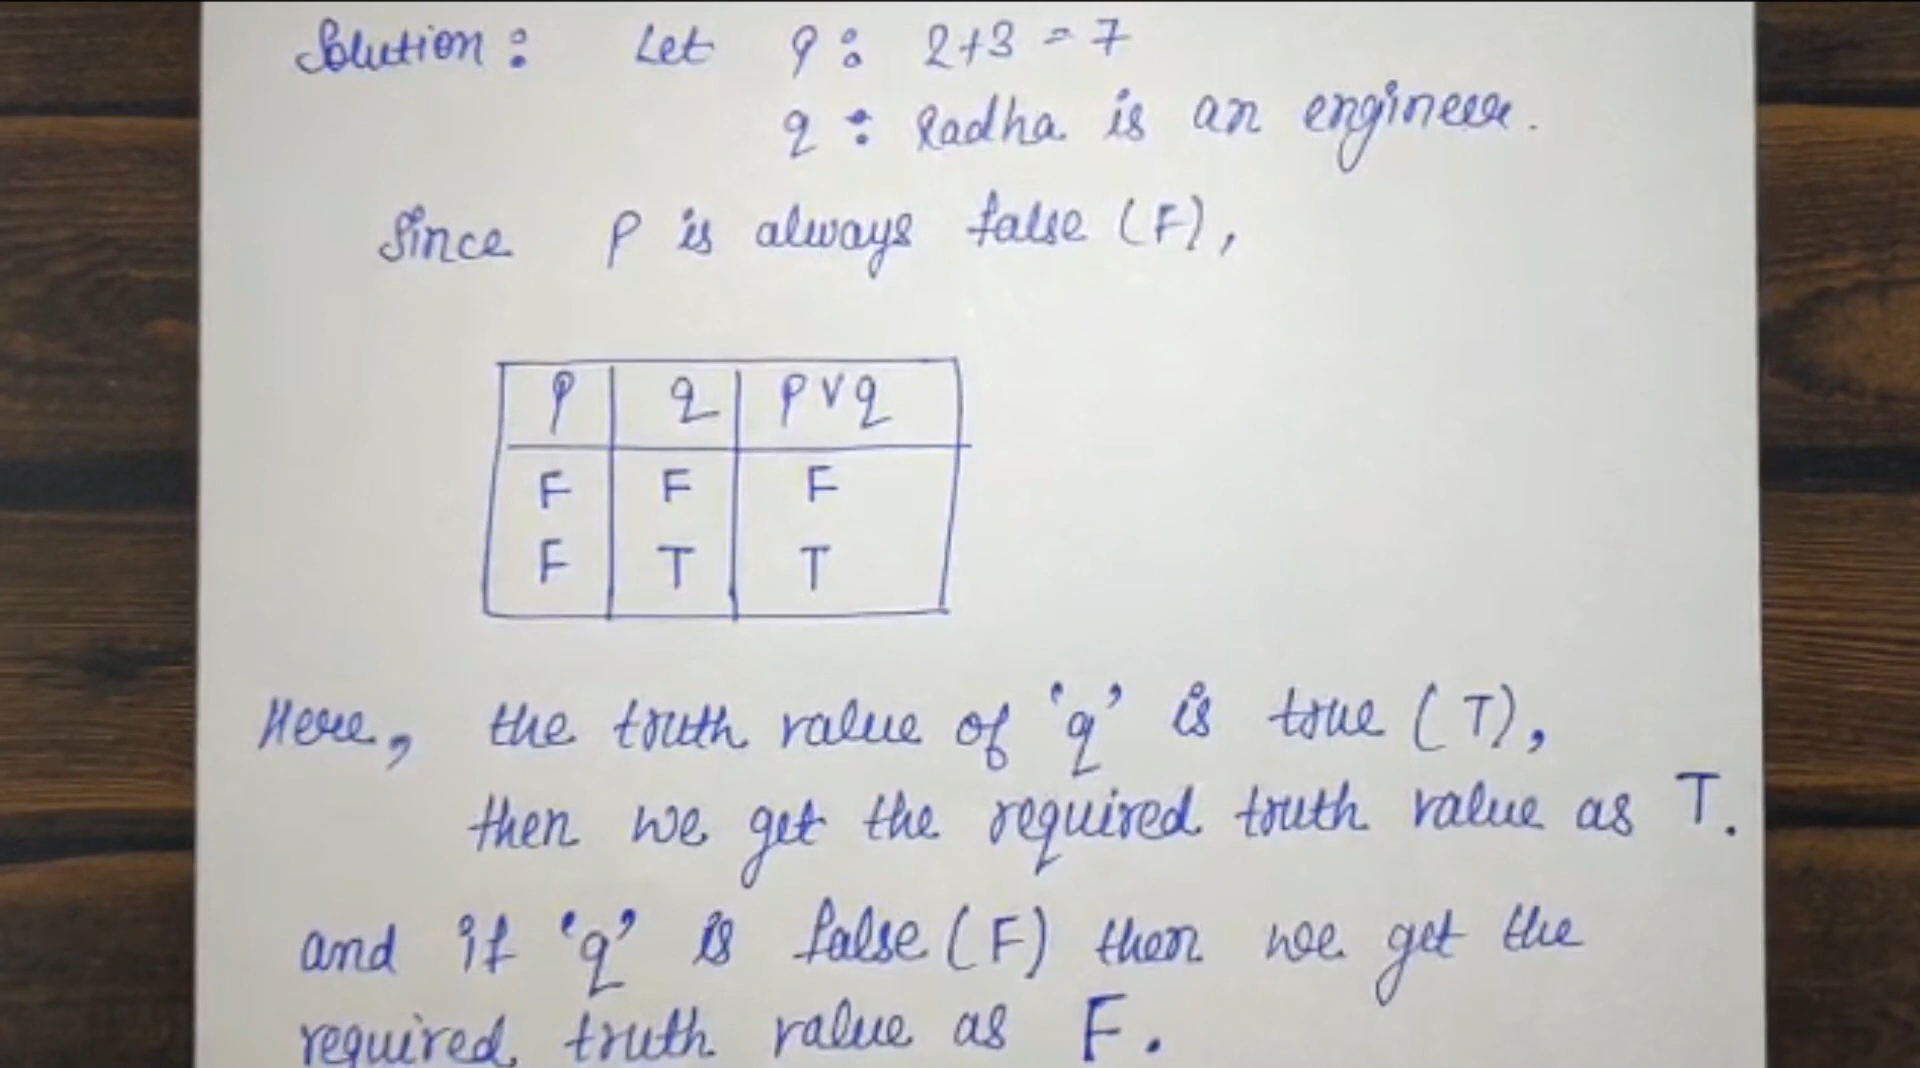 Solution : Let p : 2+3 = 7
q : Radha is an engineer.
Since p is always false (F),
p q p ∨ q
F F F
F T T
Here, the truth value of 'q' is true (T),
then we get the required truth value as T.
and if 'q' is false (F) then we get the
required truth value as F.